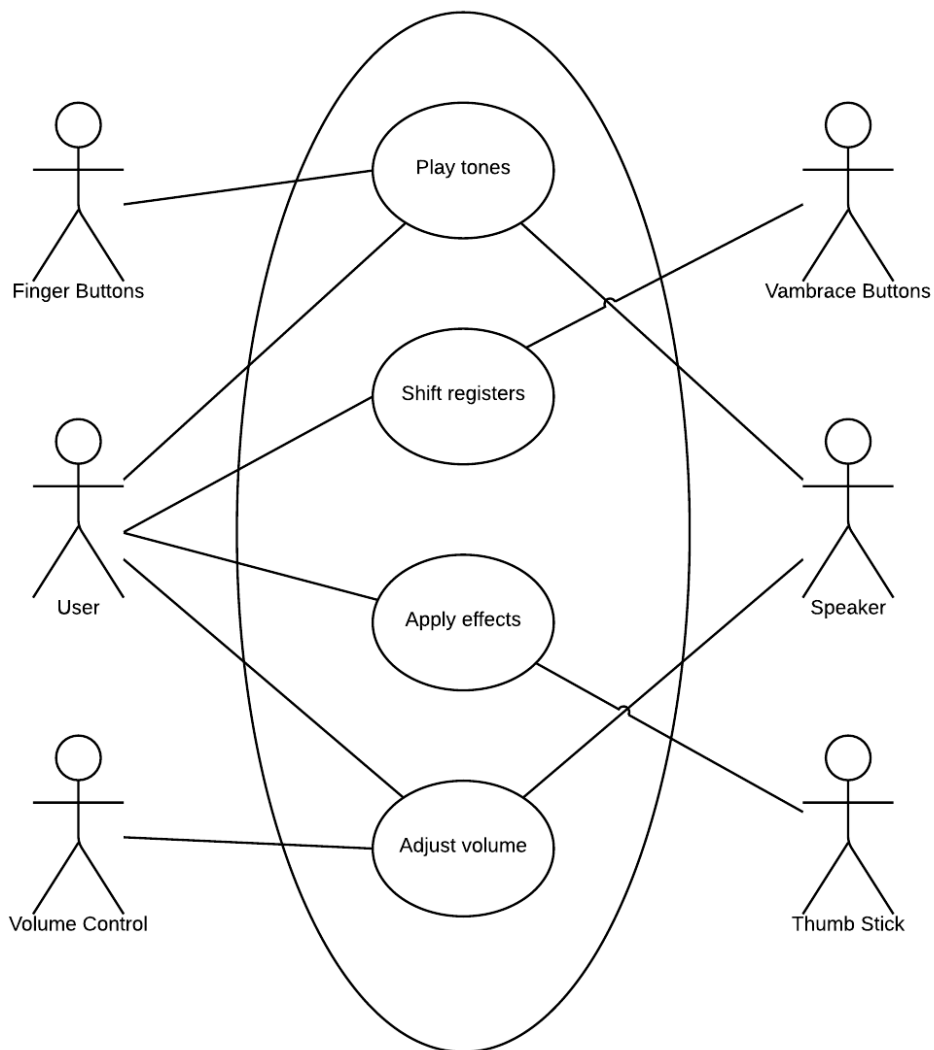 Play tones
Finger Buttons
Vambrace Buttons
Shift registers
User
Speaker
Apply effects
Adjust volume
Volume Control
Thumb Stick